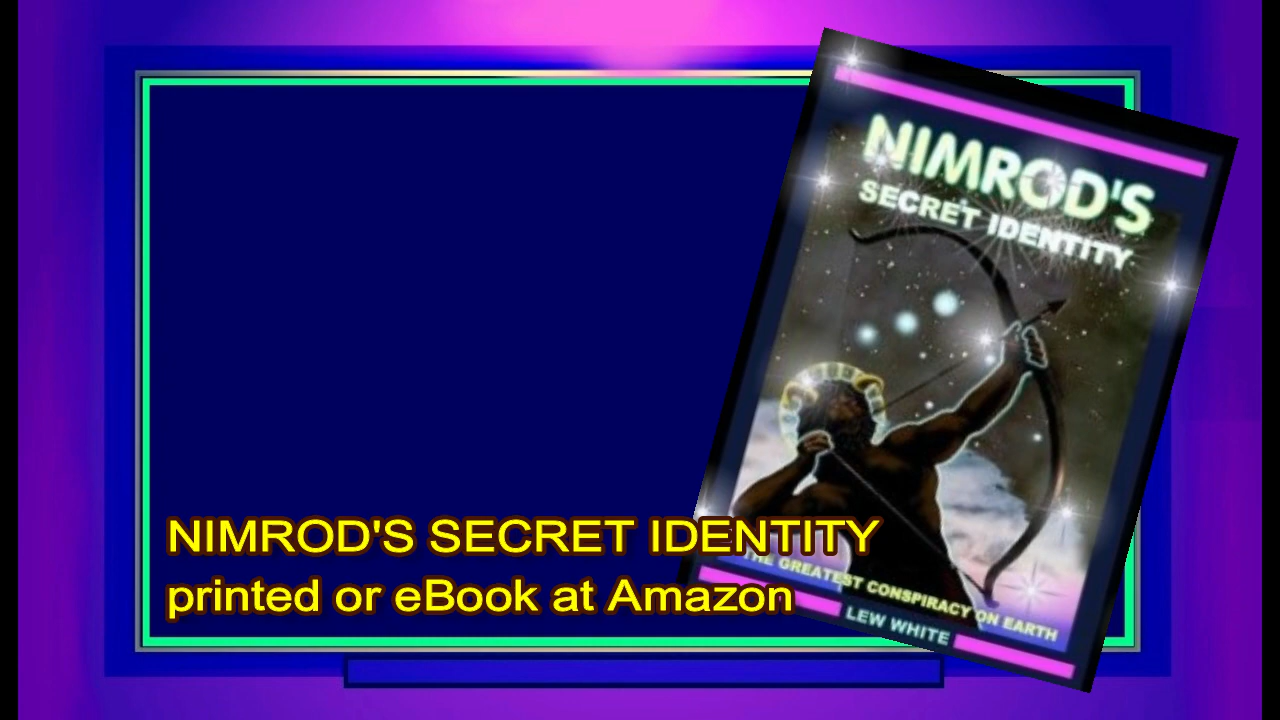 NIMROD'S
SECRET IDENTITY
THE GREATEST CONSPIRACY ON EARTH
LEW WHITE
NIMROD'S SECRET IDENTITY
printed or eBook at Amazon